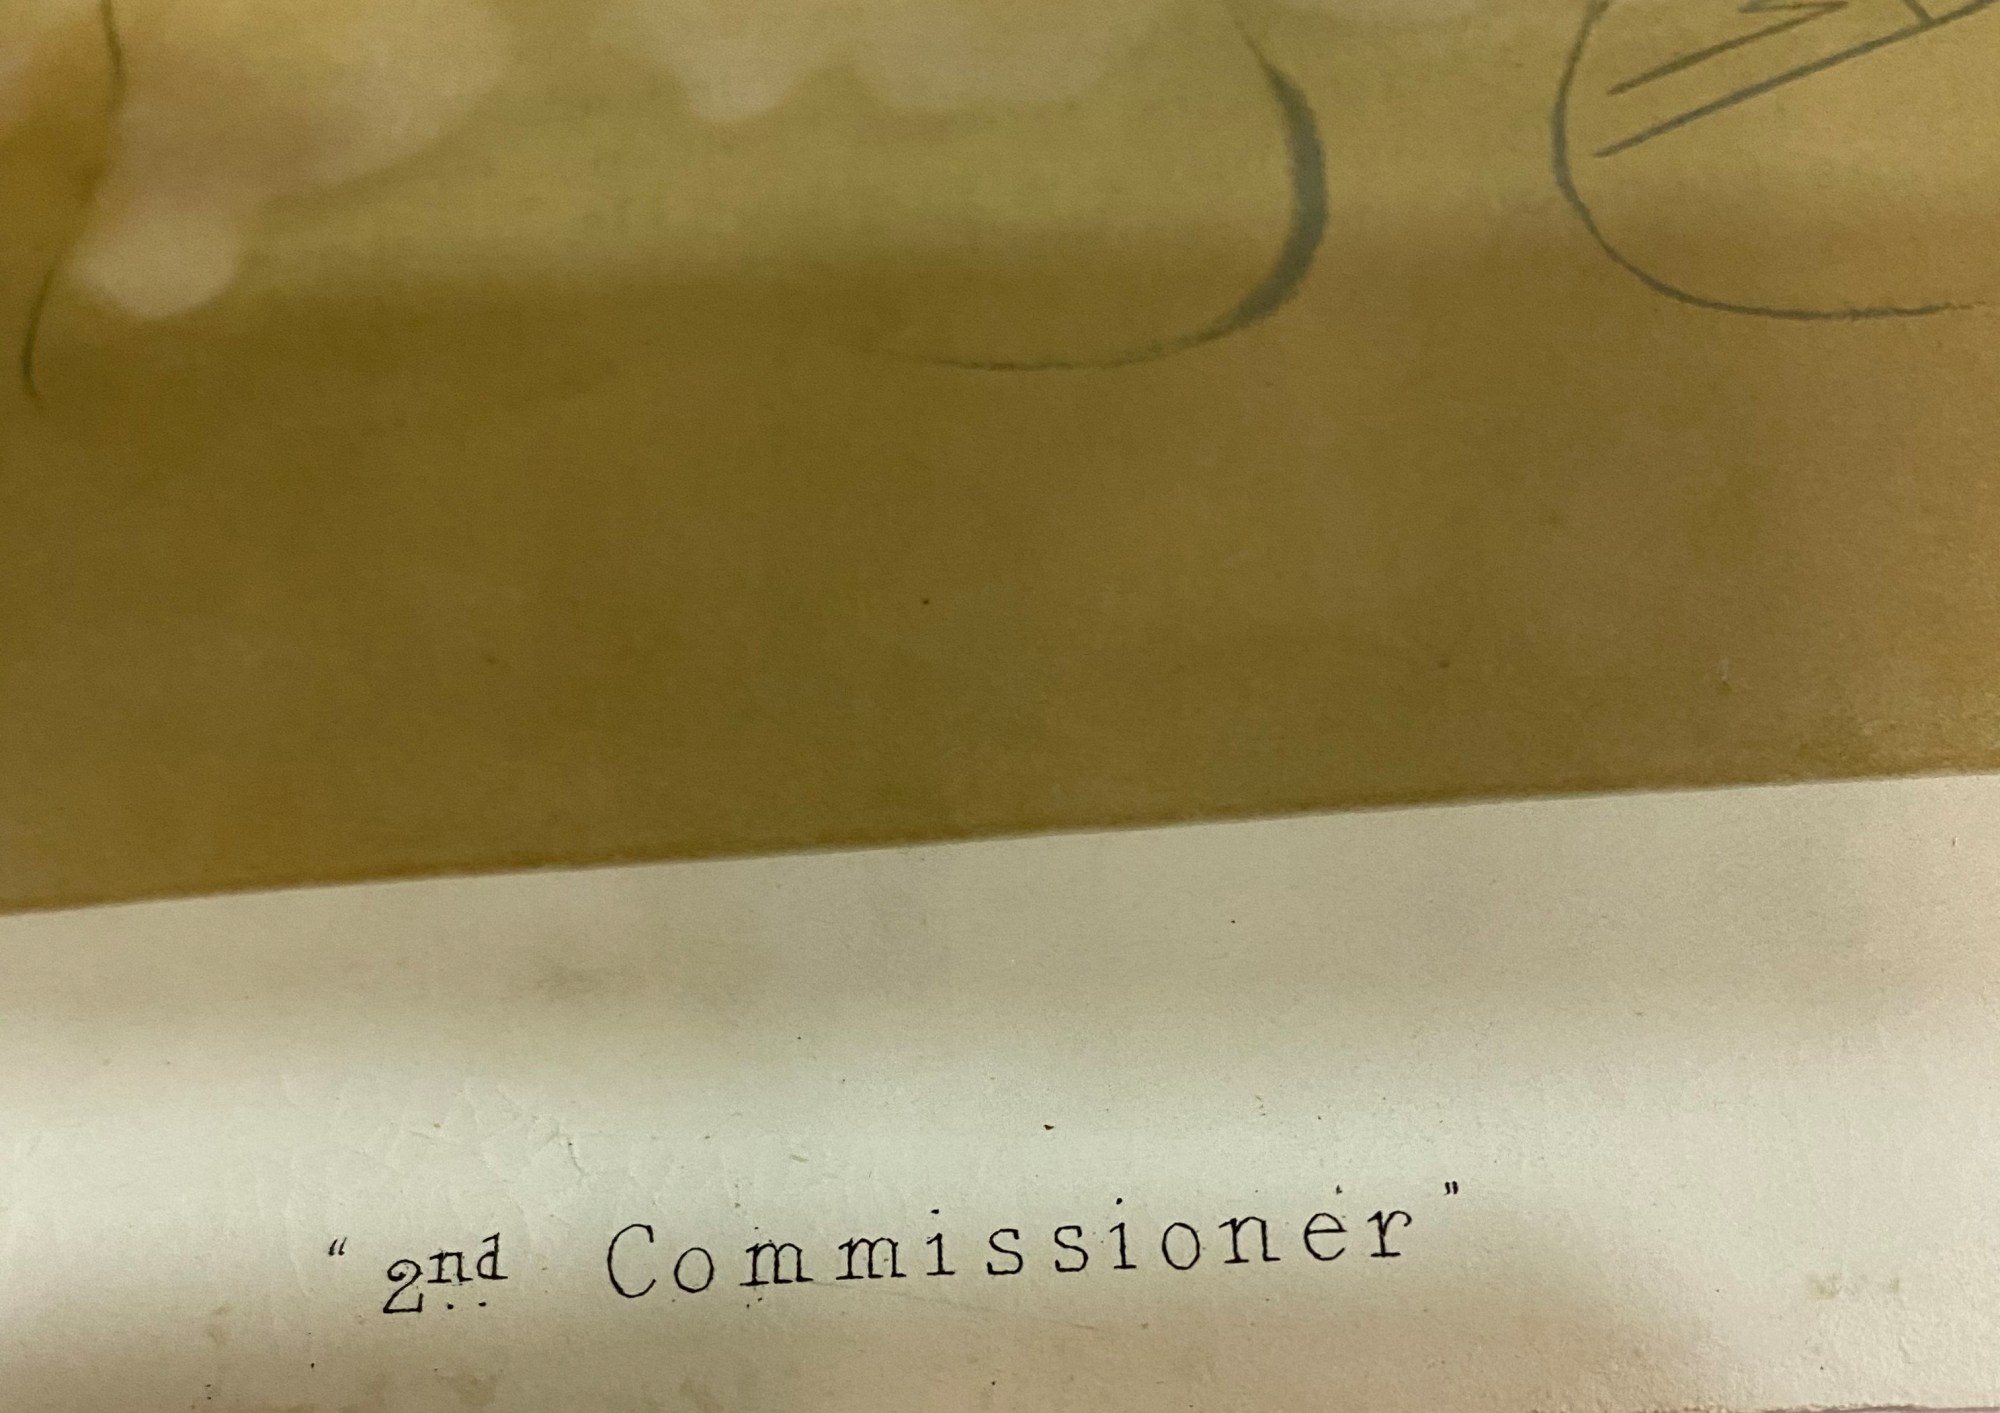 “2nd Commissioner”